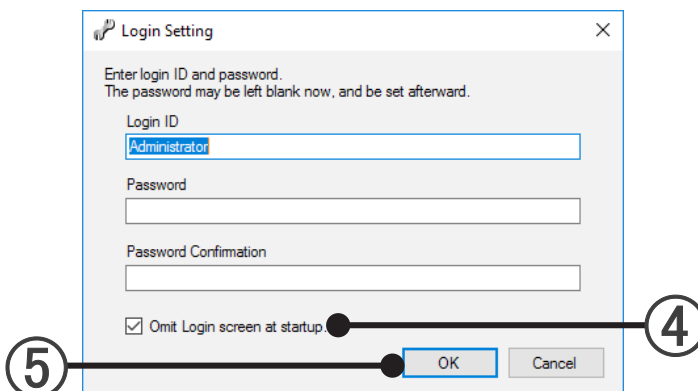 Login Setting
Enter login ID and password.
The password may be left blank now, and be set afterward.
Login ID
Administrator
Password
Password Confirmation
Omit Login screen at startup.
4
5
OK Cancel